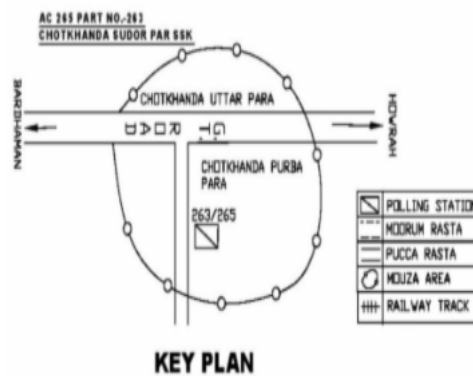 AC 265 PART NO.-263
CHOTKHANDA SUDOR PAR SSK
CHOTKHANDA UTTAR PARA
BARDHAMAN
HOWRAH
G.T. ROAD
CHOTKHANDA PURBA
PARA
263/265
POLLING STATION
MOORUM RASTA
PUCCA RASTA
MOUZA AREA
RAILWAY TRACK
KEY PLAN